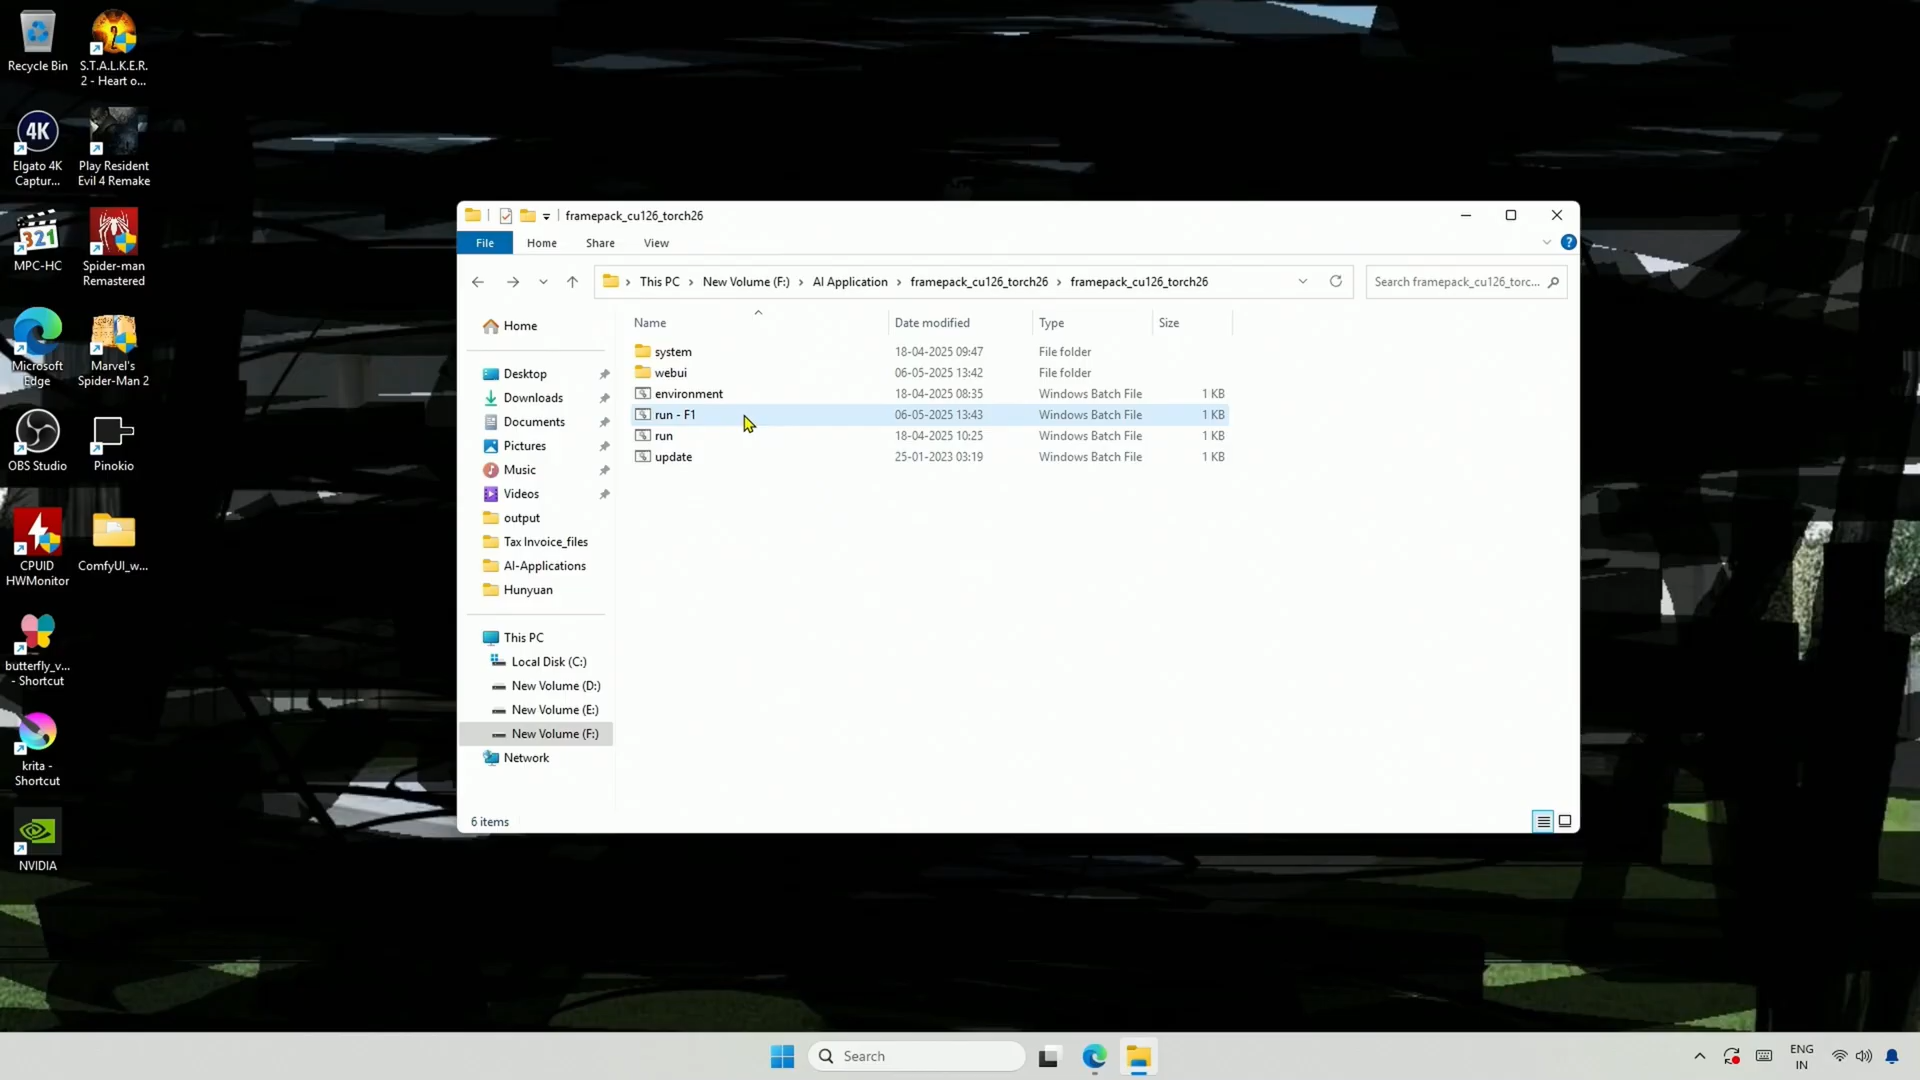 Recycle Bin
S.T.A.L.K.E.R.
2 - Heart o...
4K
Elgato 4K
Captur...
Play Resident
Evil 4 Remake
321
MPC-HC
Spider-man
Remastered
Microsoft
Edge
Marvel's
Spider-Man 2
OBS Studio
Pinokio
CPUID
HWMonitor
ComfyUI_w...
butterfly_v...
- Shortcut
krita -
Shortcut
NVIDIA
framepack_cu126_torch26
File
Home
Share
View
This PC
New Volume (F:)
AI Application
framepack_cu126_torch26
framepack_cu126_torch26
Search framepack_cu126_torc...
Home
Desktop
Downloads
Documents
Pictures
Music
Videos
output
Tax Invoice_files
AI-Applications
Hunyuan
This PC
Local Disk (C:)
New Volume (D:)
New Volume (E:)
New Volume (F:)
Network
Name Date modified Type Size
system 18-04-2025 09:47 File folder
webui 06-05-2025 13:42 File folder
environment 18-04-2025 08:35 Windows Batch File 1 KB
run - F1 06-05-2025 13:43 Windows Batch File 1 KB
run 18-04-2025 10:25 Windows Batch File 1 KB
update 25-01-2023 03:19 Windows Batch File 1 KB
6 items
Search
ENG
IN